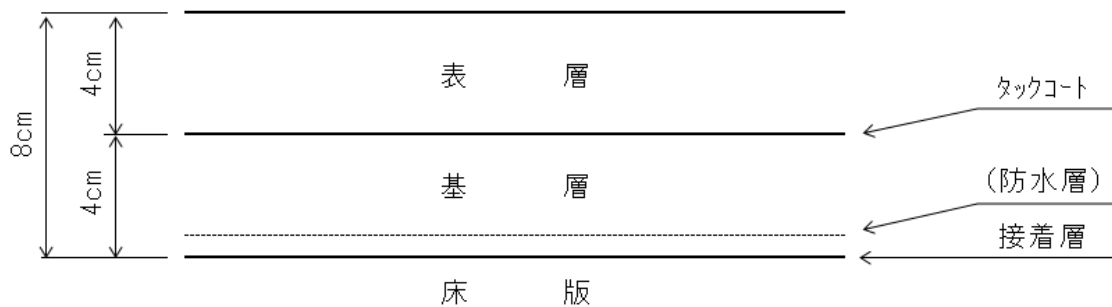 表層
タックコート
4cm
8cm
基層
4cm
(防水層)
接着層
床版